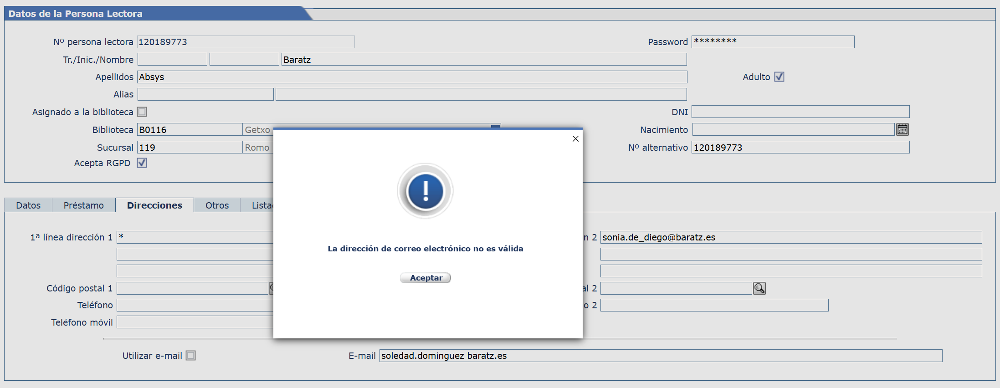 Datos de la Persona Lectora
Nº persona lectora 120189773 Password ********
Tr./Inic./Nombre Baratz
Apellidos Absys Adulto
Alias
Asignado a la biblioteca DNI
Biblioteca B0116 Getxo Nacimiento
Sucursal 119 Romo Nº alternativo 120189773
Acepta RGPD
Datos Préstamo Direcciones Otros
La dirección de correo electrónico no es válida
Aceptar
1ª línea dirección 1 * 2 sonia.de_diego@baratz.es
Código postal 1 2
Teléfono 2
Teléfono móvil
Utilizar e-mail E-mail soledad.dominguez baratz.es